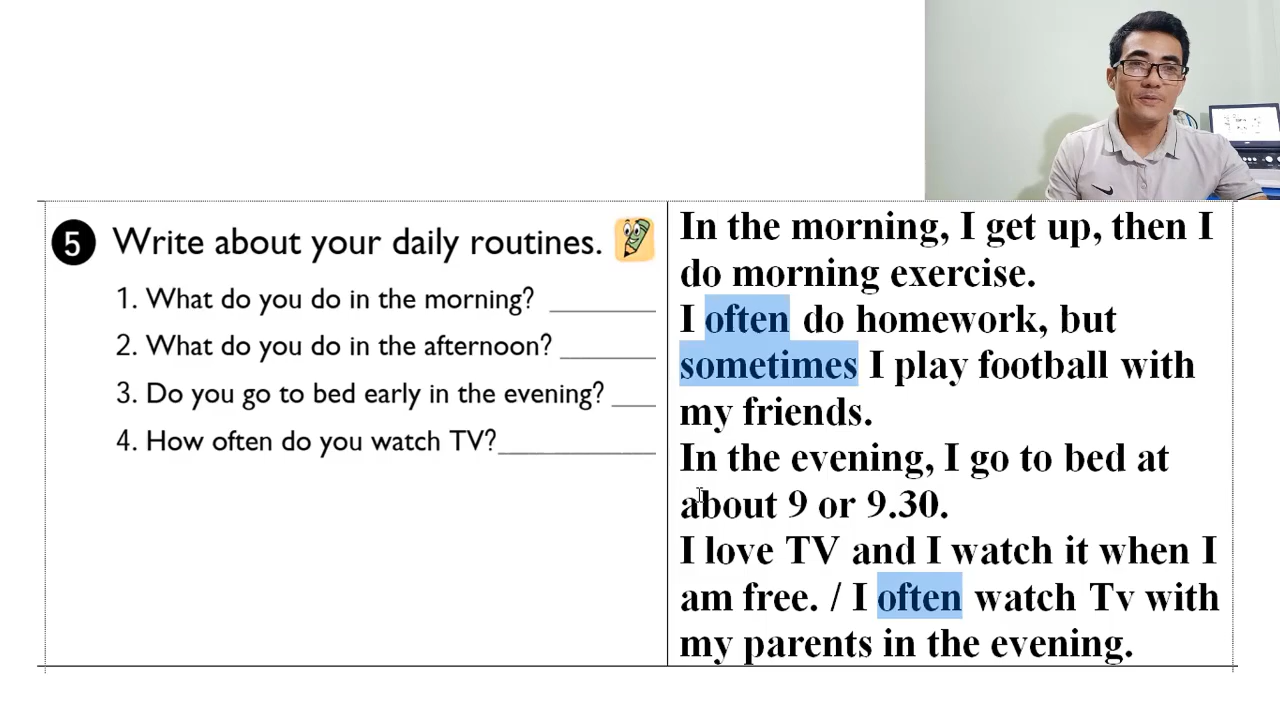 5 Write about your daily routines.
1. What do you do in the morning? ________
2. What do you do in the afternoon? _______
3. Do you go to bed early in the evening? ___
4. How often do you watch TV?___________
In the morning, I get up, then I
do morning exercise.
I often do homework, but
sometimes I play football with
my friends.
In the evening, I go to bed at
about 9 or 9.30.
I love TV and I watch it when I
am free. / I often watch Tv with
my parents in the evening.